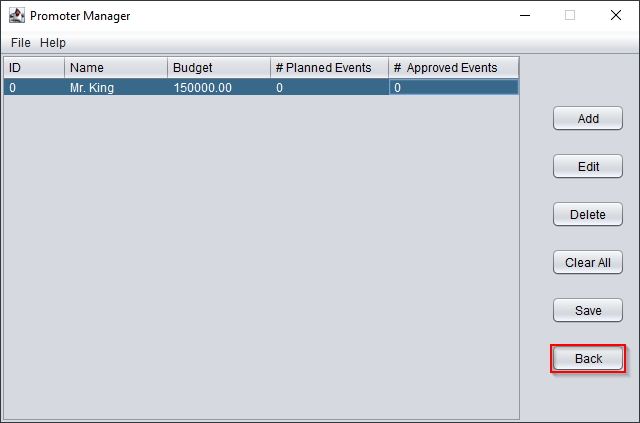 Promoter Manager
File Help
ID Name Budget # Planned Events # Approved Events
0 Mr. King 150000.00 0 0
Add
Edit
Delete
Clear All
Save
Back